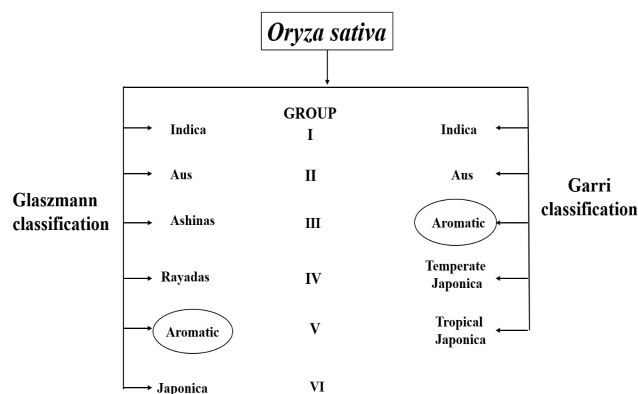 Oryza sativa
GROUP
Indica
I
Indica
Aus
II
Aus
Glaszmann
classification
Garri
classification
Ashinas
III
Aromatic
Rayadas
IV
Temperate
Japonica
Aromatic
V
Tropical
Japonica
Japonica
VI